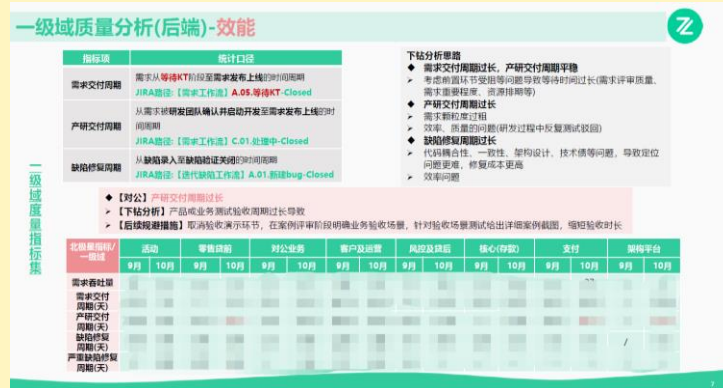 一级域质量分析(后端)-效能
指标项 统计口径
需求交付周期 需求从等待KT阶段至需求发布上线的时间周期
JIRA路径:【需求工作流】A.05.等待KT-Closed
产研交付周期 从需求被研发团队确认并启动开发至需求发布上线的时间周期
JIRA路径:【需求工作流】C.01.处理中-Closed
缺陷修复周期 从缺陷录入至缺陷验证关闭的时间周期
JIRA路径:【迭代缺陷工作流】A.01.新建bug-Closed
下钻分析思路
◆ 需求交付周期过长,产研交付周期平稳
➢ 考虑前置环节受阻等问题导致等待时间过长(需求评审质量、
需求重要程度、资源排期等)
◆ 产研交付周期过长
➢ 需求颗粒度过粗
➢ 效率、质量的问题(研发过程中反复测试驳回)
◆ 缺陷修复周期过长
➢ 代码耦合性、一致性、架构设计、技术债等问题,导致定位
问题更难,修复成本更高
➢ 效率问题
二级域度量指标集
◆ 【对公】产研交付周期过长
➢ 【下钻分析】产品或业务测试验收周期过长导致
➢ 【后续规避措施】取消验收演示环节,在案例评审阶段明确业务验收场景,针对验收场景测试给出详细案例截图,缩短验收时长
北极星指标/一级域 活动 零售贷前 对公业务 客户及运营 风控及贷后 核心(存款) 支付 架构平台
9月 10月 9月 10月 9月 10月 9月 10月 9月 10月 9月 10月 9月 10月 9月 10月
需求吞吐量
需求交付
周期(天)
产研交付
周期(天)
缺陷修复
周期(天) /
严重缺陷修复
周期(天)
7